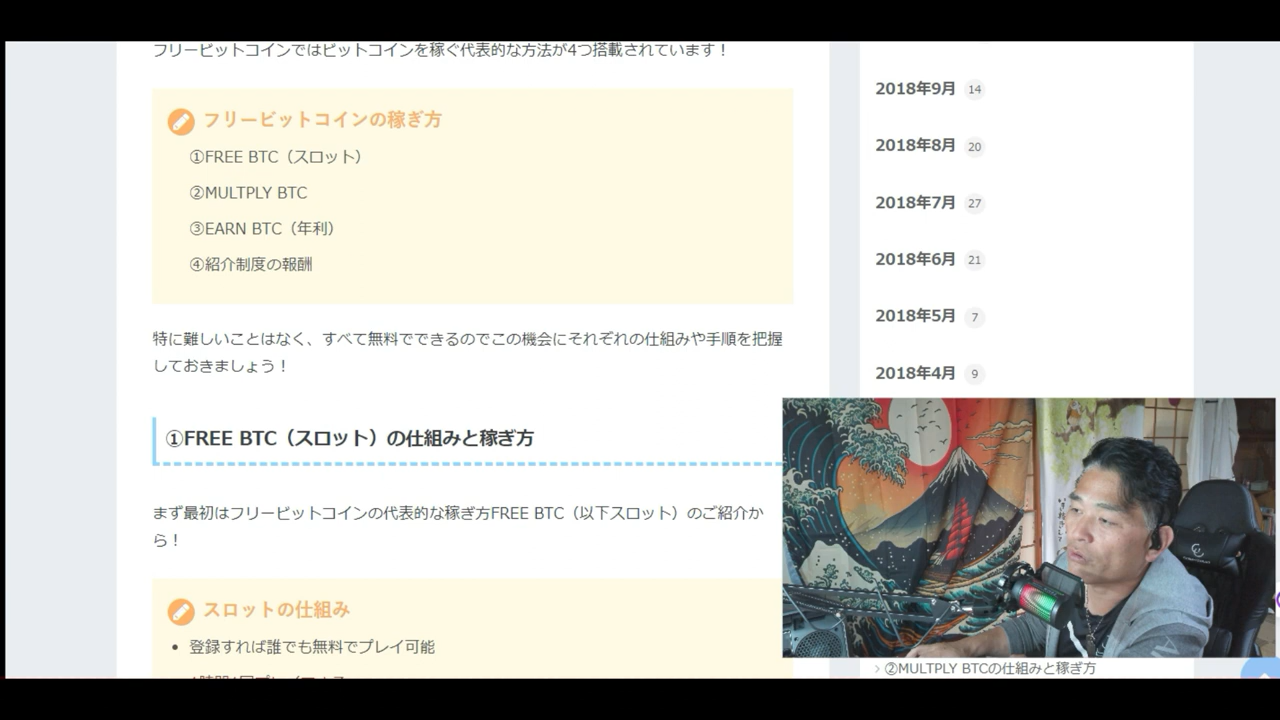 フリービットコインではビットコインを稼ぐ代表的な方法が4つ搭載されています！
フリービットコインの稼ぎ方
①FREE BTC（スロット）
②MULTPLY BTC
③EARN BTC（年利）
④紹介制度の報酬
特に難しいことはなく、すべて無料でできるのでこの機会にそれぞれの仕組みや手順を把握
しておきましょう！
①FREE BTC（スロット）の仕組みと稼ぎ方
まず最初はフリービットコインの代表的な稼ぎ方FREE BTC（以下スロット）のご紹介か
ら！
スロットの仕組み
• 登録すれば誰でも無料でプレイ可能
2018年9月 14
2018年8月 20
2018年7月 27
2018年6月 21
2018年5月 7
2018年4月 9
②MULTPLY BTCの仕組みと稼ぎ方